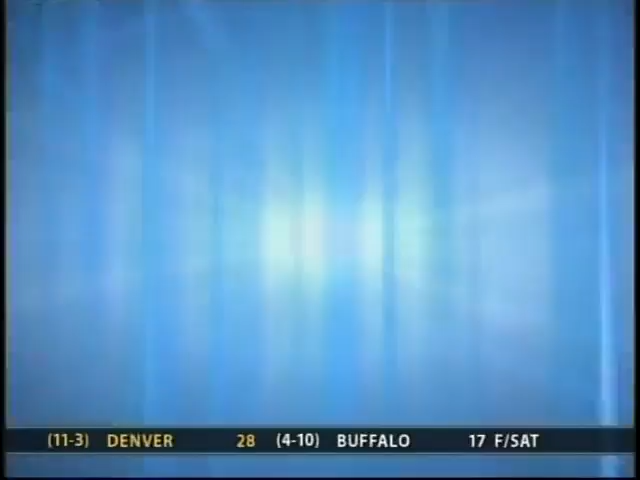 (11-3) DENVER 28 (4-10) BUFFALO 17 F/SAT